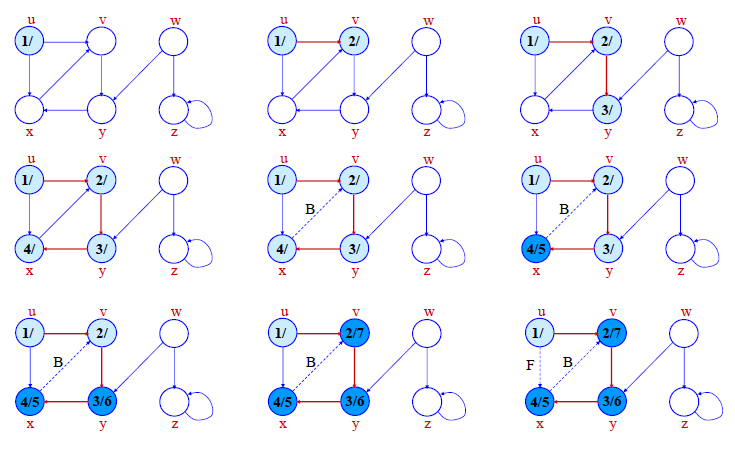 u v w
1/
x y z
u v w
1/ 2/
x y z
u v w
1/ 2/
3/
x y z
u v w
1/ 2/
4/ 3/
x y z
u v w
1/ 2/
B
4/ 3/
x y z
u v w
1/ 2/
B
4/5 3/
x y z
u v w
1/ 2/
B
4/5 3/6
x y z
u v w
1/ 2/7
B
4/5 3/6
x y z
u v w
1/ 2/7
F B
4/5 3/6
x y z